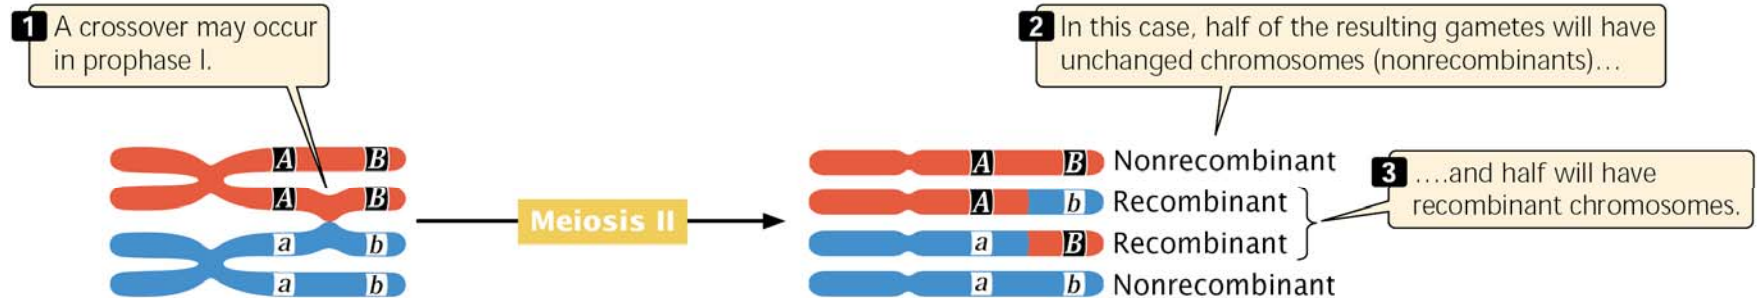 1 A crossover may occur
in prophase I.
2 In this case, half of the resulting gametes will have
unchanged chromosomes (nonrecombinants)…
A B
A B
a b
a b
Meiosis II
A B Nonrecombinant
A b Recombinant
a B Recombinant
a b Nonrecombinant
3 ….and half will have
recombinant chromosomes.